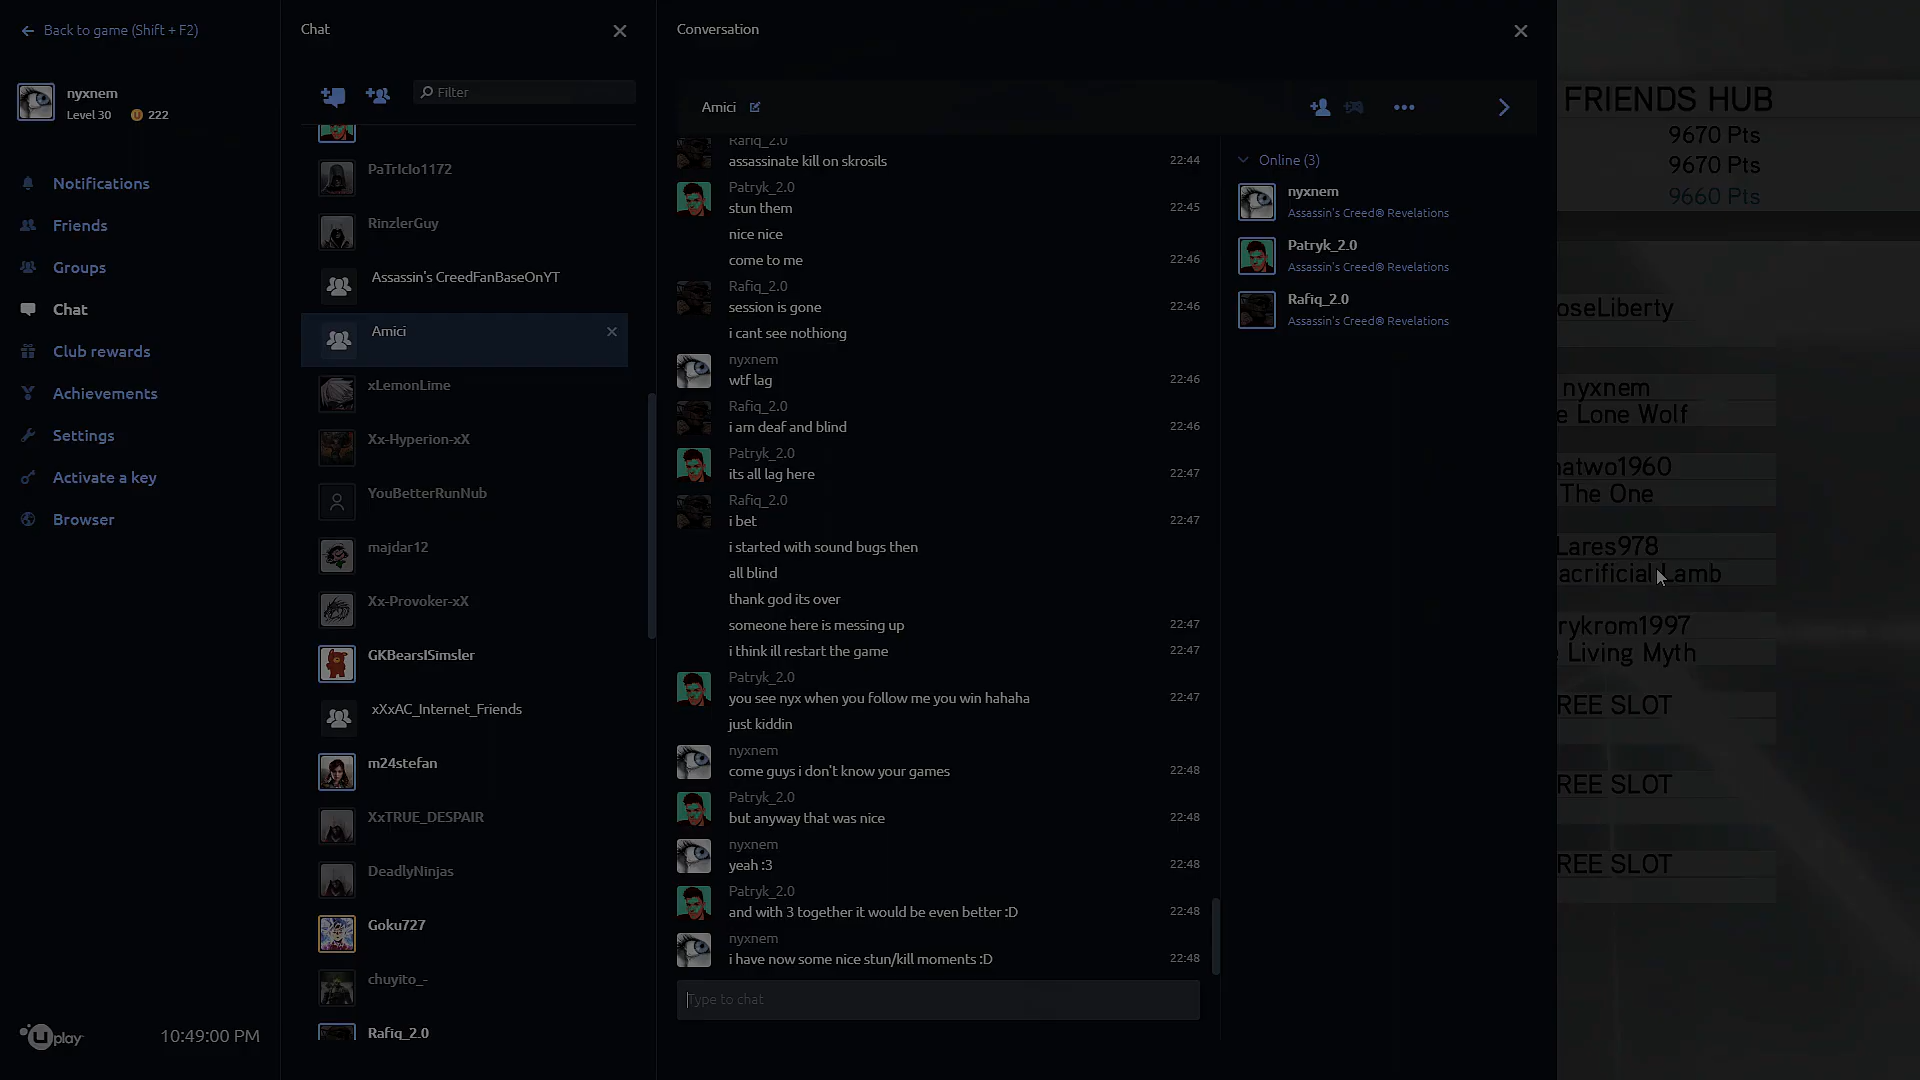 Back to game (Shift + F2)
nyxnem
Level 30
222
Notifications
Friends
Groups
Chat
Club rewards
Achievements
Settings
Activate a key
Browser
uplay
10:49:00 PM
Chat
Filter
PaTrIcIo1172
RinzlerGuy
Assassin's CreedFanBaseOnYT
Amici
xLemonLime
Xx-Hyperion-xX
YouBetterRunNub
majdar12
Xx-Provoker-xX
GKBearsISimsler
xXxAC_Internet_Friends
m24stefan
XxTRUE_DESPAIR
DeadlyNinjas
Goku727
chuyito_-
Rafiq_2.0
Conversation
Amici
Rafiq_2.0
assassinate kill on skrosils 22:44
Patryk_2.0
stun them 22:45
nice nice
come to me 22:46
Rafiq_2.0
session is gone 22:46
i cant see nothiong
nyxnem
wtf lag 22:46
Rafiq_2.0
i am deaf and blind 22:46
Patryk_2.0
its all lag here 22:47
Rafiq_2.0
i bet 22:47
i started with sound bugs then
all blind
thank god its over
someone here is messing up 22:47
i think ill restart the game 22:47
Patryk_2.0
you see nyx when you follow me you win hahaha 22:47
just kiddin
nyxnem
come guys i don't know your games 22:48
Patryk_2.0
but anyway that was nice 22:48
nyxnem
yeah :3 22:48
Patryk_2.0
and with 3 together it would be even better :D 22:48
nyxnem
i have now some nice stun/kill moments :D 22:48
Type to chat
Online (3)
nyxnem
Assassin's Creed® Revelations
Patryk_2.0
Assassin's Creed® Revelations
Rafiq_2.0
Assassin's Creed® Revelations
FRIENDS HUB
9670 Pts
9670 Pts
9660 Pts
oseLiberty
nyxnem
e Lone Wolf
natwo1960
The One
Lares978
acrificial Lamb
rykrom1997
Living Myth
REE SLOT
REE SLOT
REE SLOT